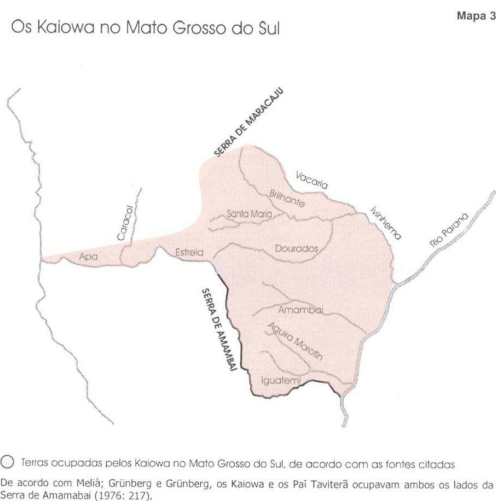 Mapa 3
Os Kaiowa no Mato Grosso do Sul
SERRA DE MARACAJU
Vacaria
Brilhante
Caracol
Santa Maria
Ivinhema
Rio Paraná
Apa
Estrela
Dourados
SERRA DE AMAMBAI
Amambai
Aguira Morotin
Iguatemi
Terras ocupadas pelos Kaiowa no Mato Grosso do Sul, de acordo com as fontes citadas
De acordo com Melià; Grünberg e Grünberg, os Kaiowa e os Paĩ Taviterã ocupavam ambos os lados da
Serra de Amamabai (1976: 217).